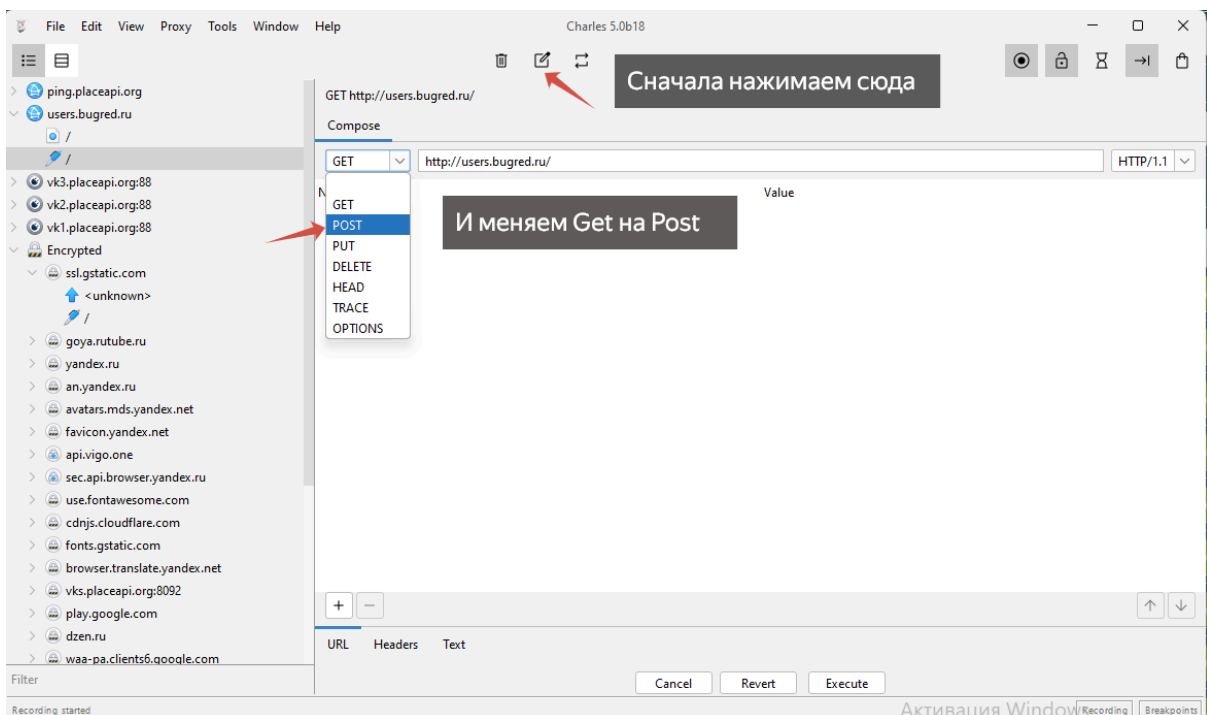 File Edit View Proxy Tools Window Help
Charles 5.0b18
Сначала нажимаем сюда
ping.placeapi.org
users.bugred.ru
/
/
vk3.placeapi.org:88
vk2.placeapi.org:88
vk1.placeapi.org:88
Encrypted
ssl.gstatic.com
<unknown>
/
goya.rutube.ru
yandex.ru
an.yandex.ru
avatars.mds.yandex.net
favicon.yandex.net
api.vigo.one
sec.api.browser.yandex.ru
use.fontawesome.com
cdnjs.cloudflare.com
fonts.gstatic.com
browser.translate.yandex.net
vks.placeapi.org:8092
play.google.com
dzen.ru
waa-pa.clients6.google.com
Filter
GET http://users.bugred.ru/
Compose
GET http://users.bugred.ru/ HTTP/1.1
Value
GET
POST
PUT
DELETE
HEAD
TRACE
OPTIONS
И меняем Get на Post
URL Headers Text
Cancel Revert Execute
Recording started
Активация Window
Recording Breakpoints